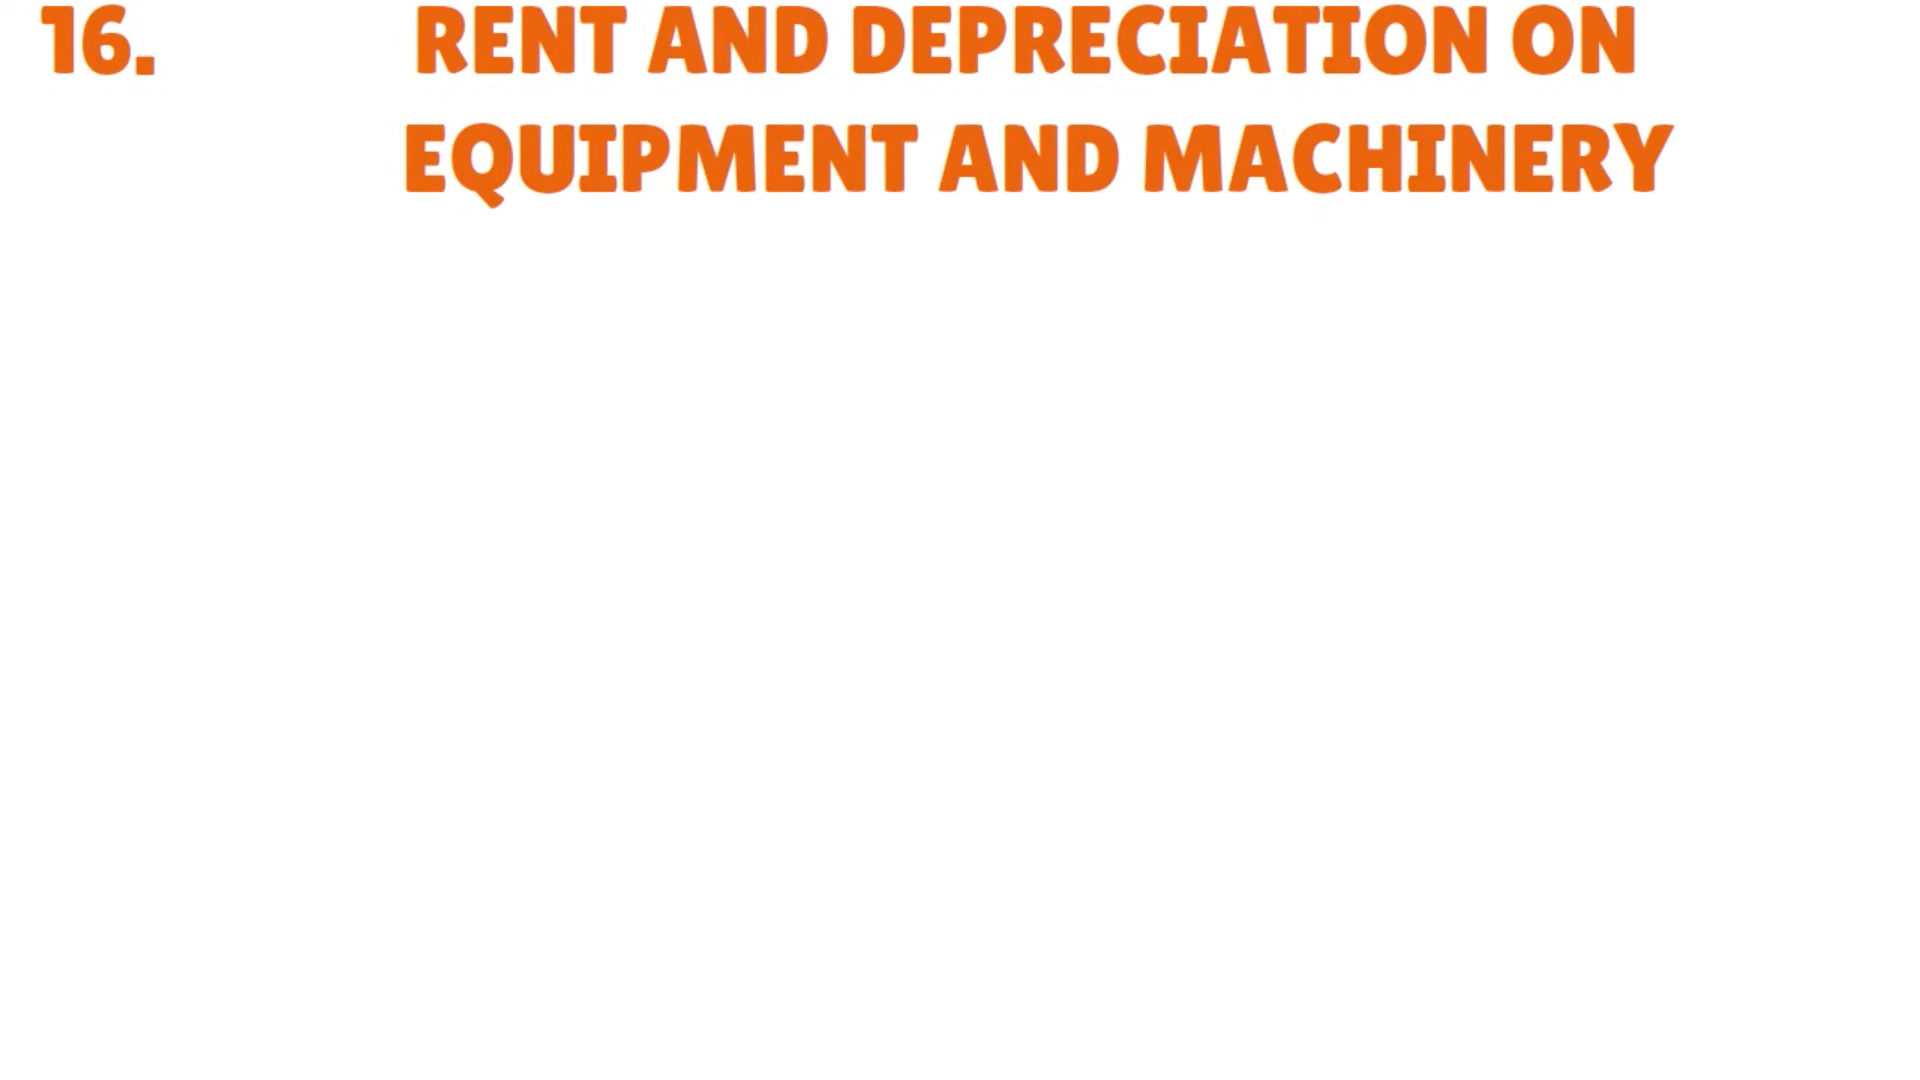 16. RENT AND DEPRECIATION ON
EQUIPMENT AND MACHINERY